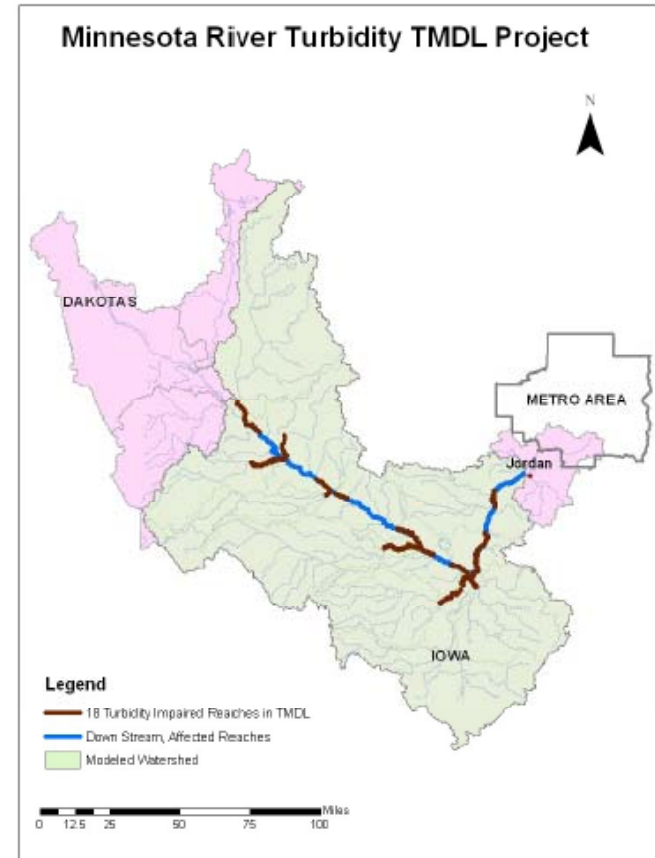 Minnesota River Turbidity TMDL Project
N
DAKOTAS
METRO AREA
Jordan
IOWA
Legend
18 Turbidity Impaired Reaches in TMDL
Down Stream, Affected Reaches
Modeled Watershed
Miles
0 12.5 25 50 75 100